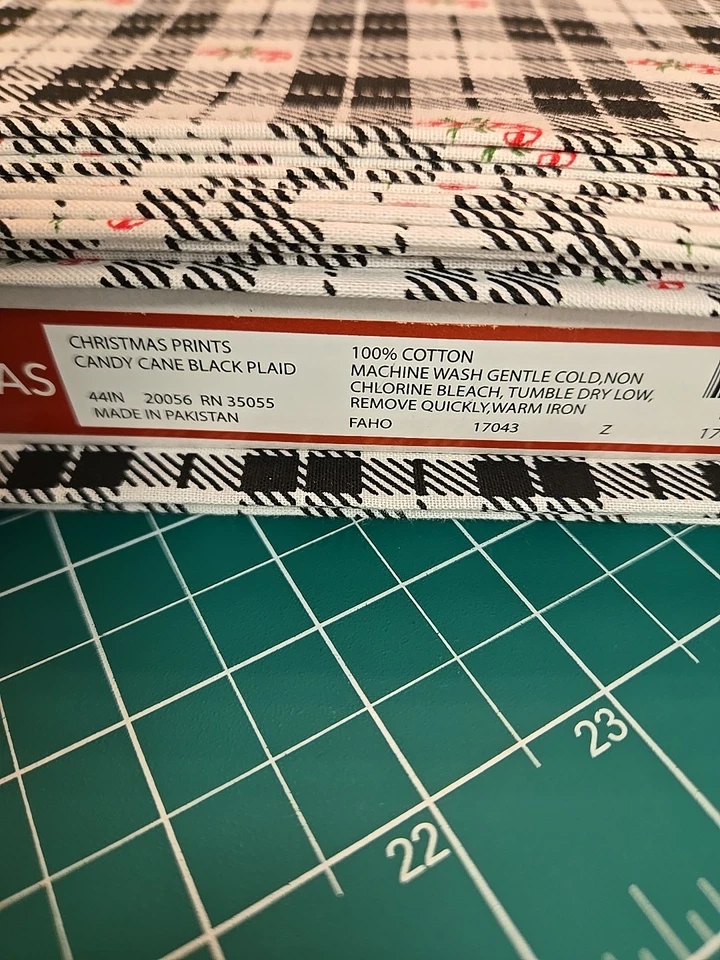 AS
CHRISTMAS PRINTS
CANDY CANE BLACK PLAID
44IN 20056 RN 35055
MADE IN PAKISTAN
100% COTTON
MACHINE WASH GENTLE COLD,NON
CHLORINE BLEACH, TUMBLE DRY LOW,
REMOVE QUICKLY,WARM IRON
FAHO 17043 Z 17
23
22